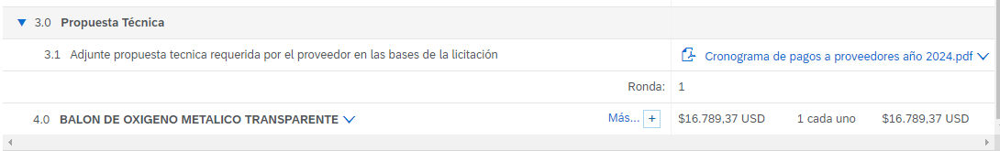 3.0 Propuesta Técnica
3.1 Adjunte propuesta tecnica requerida por el proveedor en las bases de la licitación Cronograma de pagos a proveedores año 2024.pdf
Ronda: 1
4.0 BALON DE OXIGENO METALICO TRANSPARENTE Más... + $16.789,37 USD 1 cada uno $16.789,37 USD